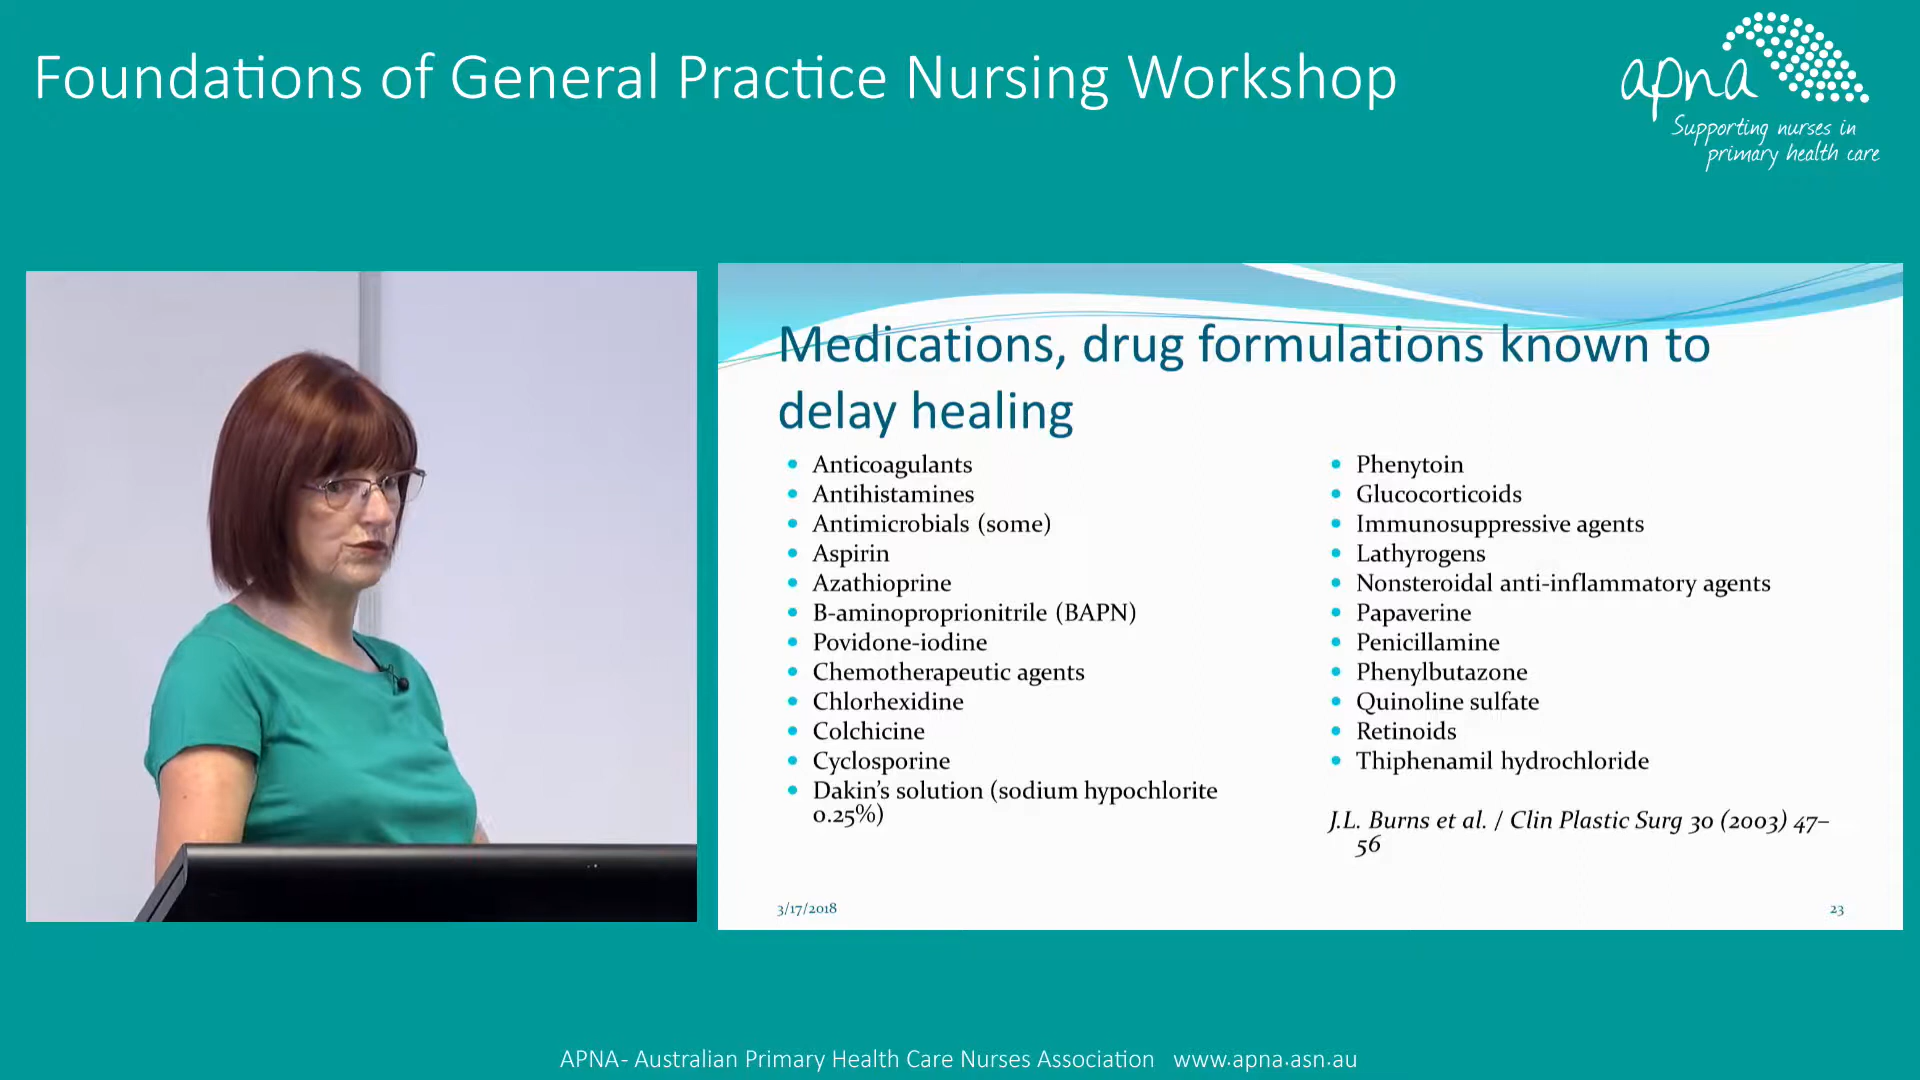 Foundations of General Practice Nursing Workshop
apna
Supporting nurses in
primary health care
Medications, drug formulations known to
delay healing
Anticoagulants
Antihistamines
Antimicrobials (some)
Aspirin
Azathioprine
B-aminoproprionitrile (BAPN)
Povidone-iodine
Chemotherapeutic agents
Chlorhexidine
Colchicine
Cyclosporine
Dakin's solution (sodium hypochlorite
0.25%)
Phenytoin
Glucocorticoids
Immunosuppressive agents
Lathyrogens
Nonsteroidal anti-inflammatory agents
Papaverine
Penicillamine
Phenylbutazone
Quinoline sulfate
Retinoids
Thiphenamil hydrochloride
J.L. Burns et al. / Clin Plastic Surg 30 (2003) 47–
56
3/17/2018
23
APNA- Australian Primary Health Care Nurses Association www.apna.asn.au